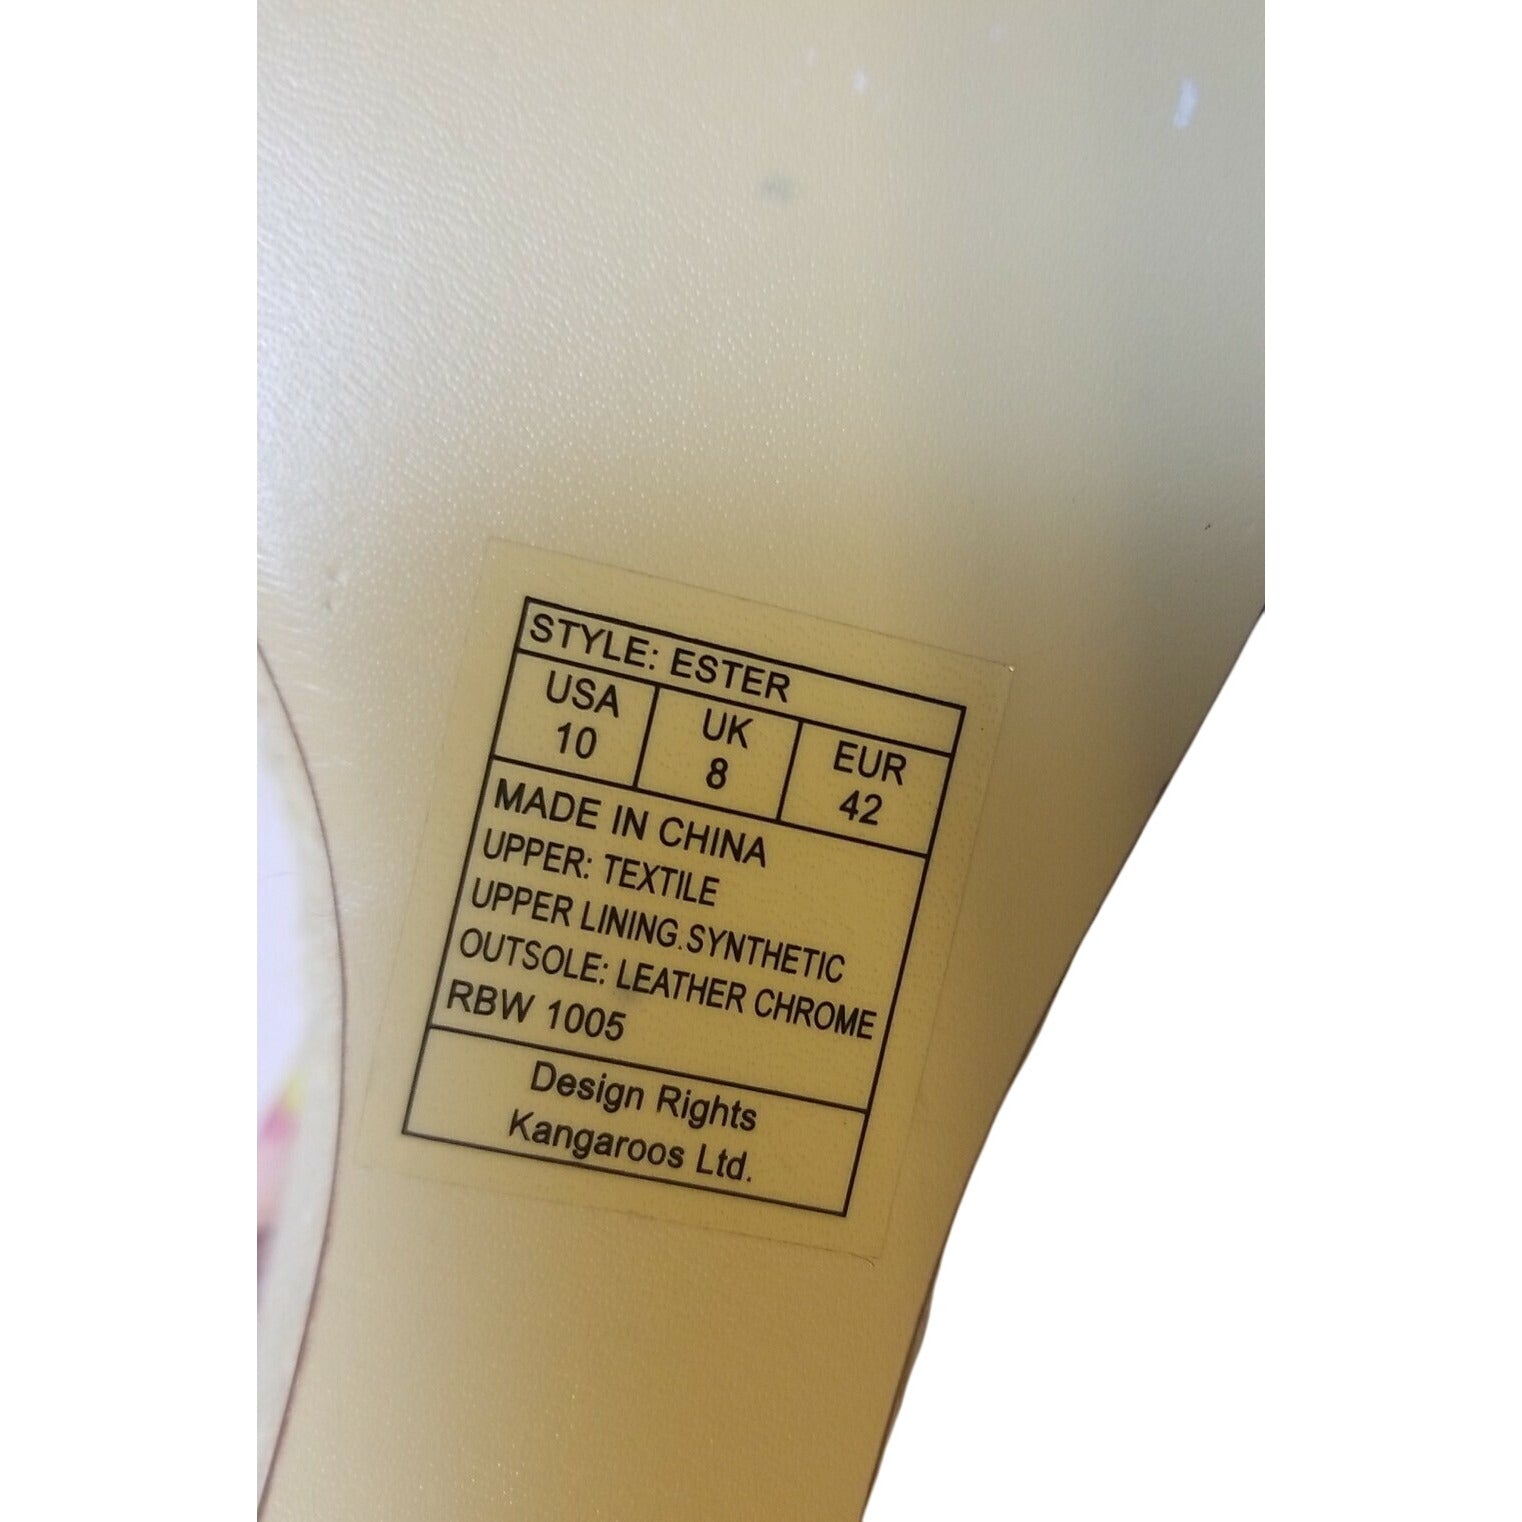 STYLE: ESTER
USA UK EUR
10 8 42
MADE IN CHINA
UPPER: TEXTILE
UPPER LINING.SYNTHETIC
OUTSOLE: LEATHER CHROME
RBW 1005
Design Rights
Kangaroos Ltd.